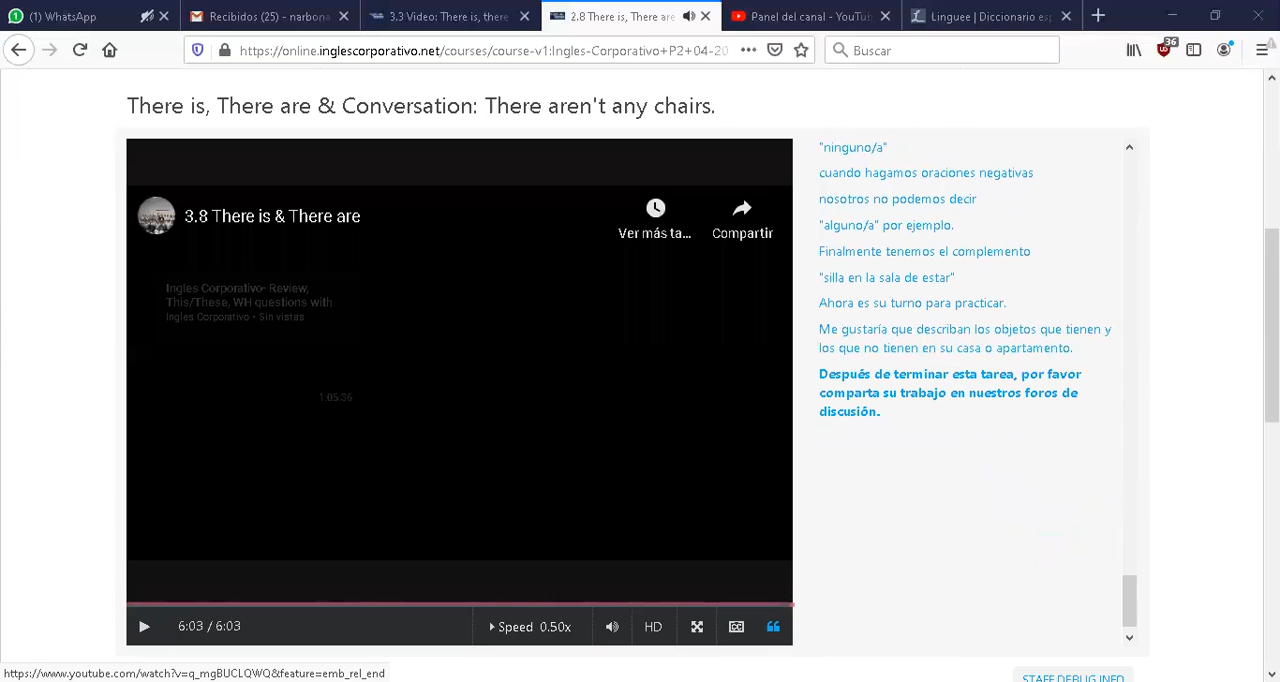 (1) WhatsApp
Recibidos (25) - narbona
3.3 Video: There is, there
2.8 There is, There are
Panel del canal - YouTu
Linguee | Diccionario es
https://online.inglescorporativo.net/courses/course-v1:Ingles-Corporativo+P2+04-20
Buscar
36
There is, There are & Conversation: There aren't any chairs.
3.8 There is & There are
Ver más ta...
Compartir
Ingles Corporativo- Review,
This/These, WH questions with
Ingles Corporativo • Sin vistas
1:05:36
"ninguno/a"
cuando hagamos oraciones negativas
nosotros no podemos decir
"alguno/a" por ejemplo.
Finalmente tenemos el complemento
"silla en la sala de estar"
Ahora es su turno para practicar.
Me gustaría que describan los objetos que tienen y
los que no tienen en su casa o apartamento.
Después de terminar esta tarea, por favor
comparta su trabajo en nuestros foros de
discusión.
6:03 / 6:03
Speed 0.50x
HD
https://www.youtube.com/watch?v=q_mgBUCLQWQ&feature=emb_rel_end
STAFF DEBUG INFO